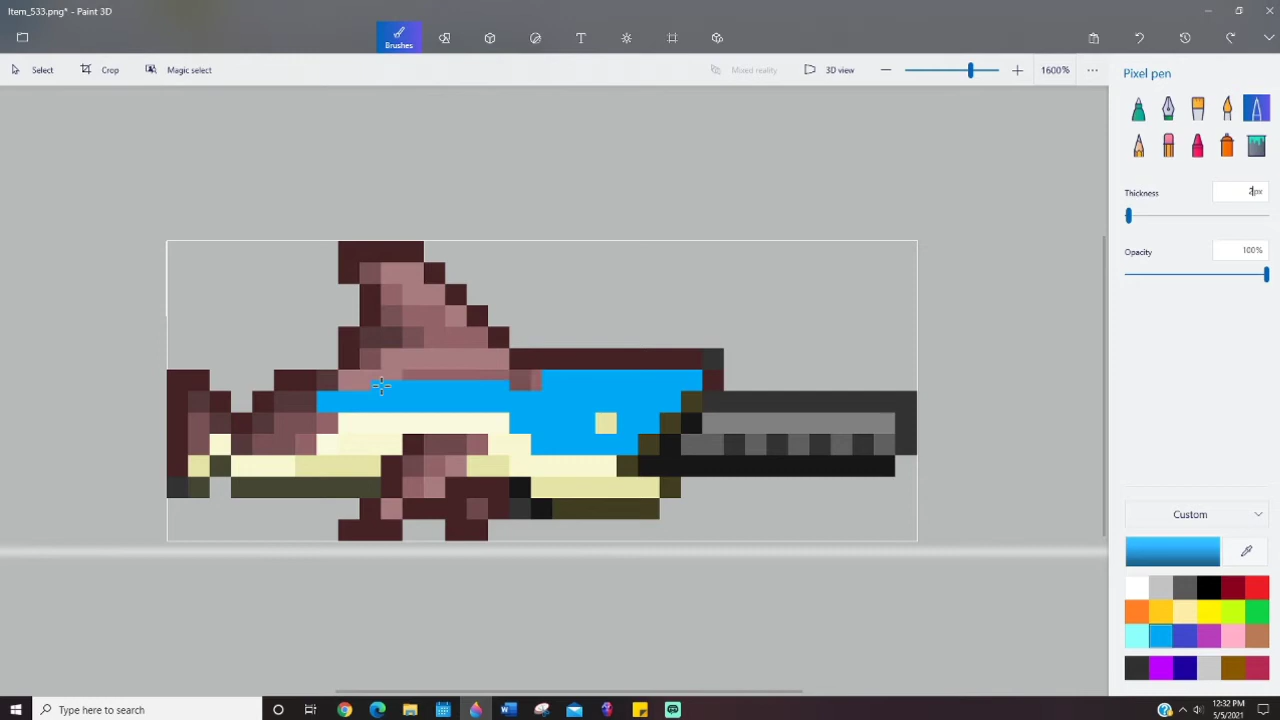 Item_533.png* - Paint 3D
Brushes
Select
Crop
Magic select
Mixed reality
3D view
1600%
Pixel pen
Thickness
px
Opacity
100%
Custom
Type here to search
12:32 PM
5/5/2021